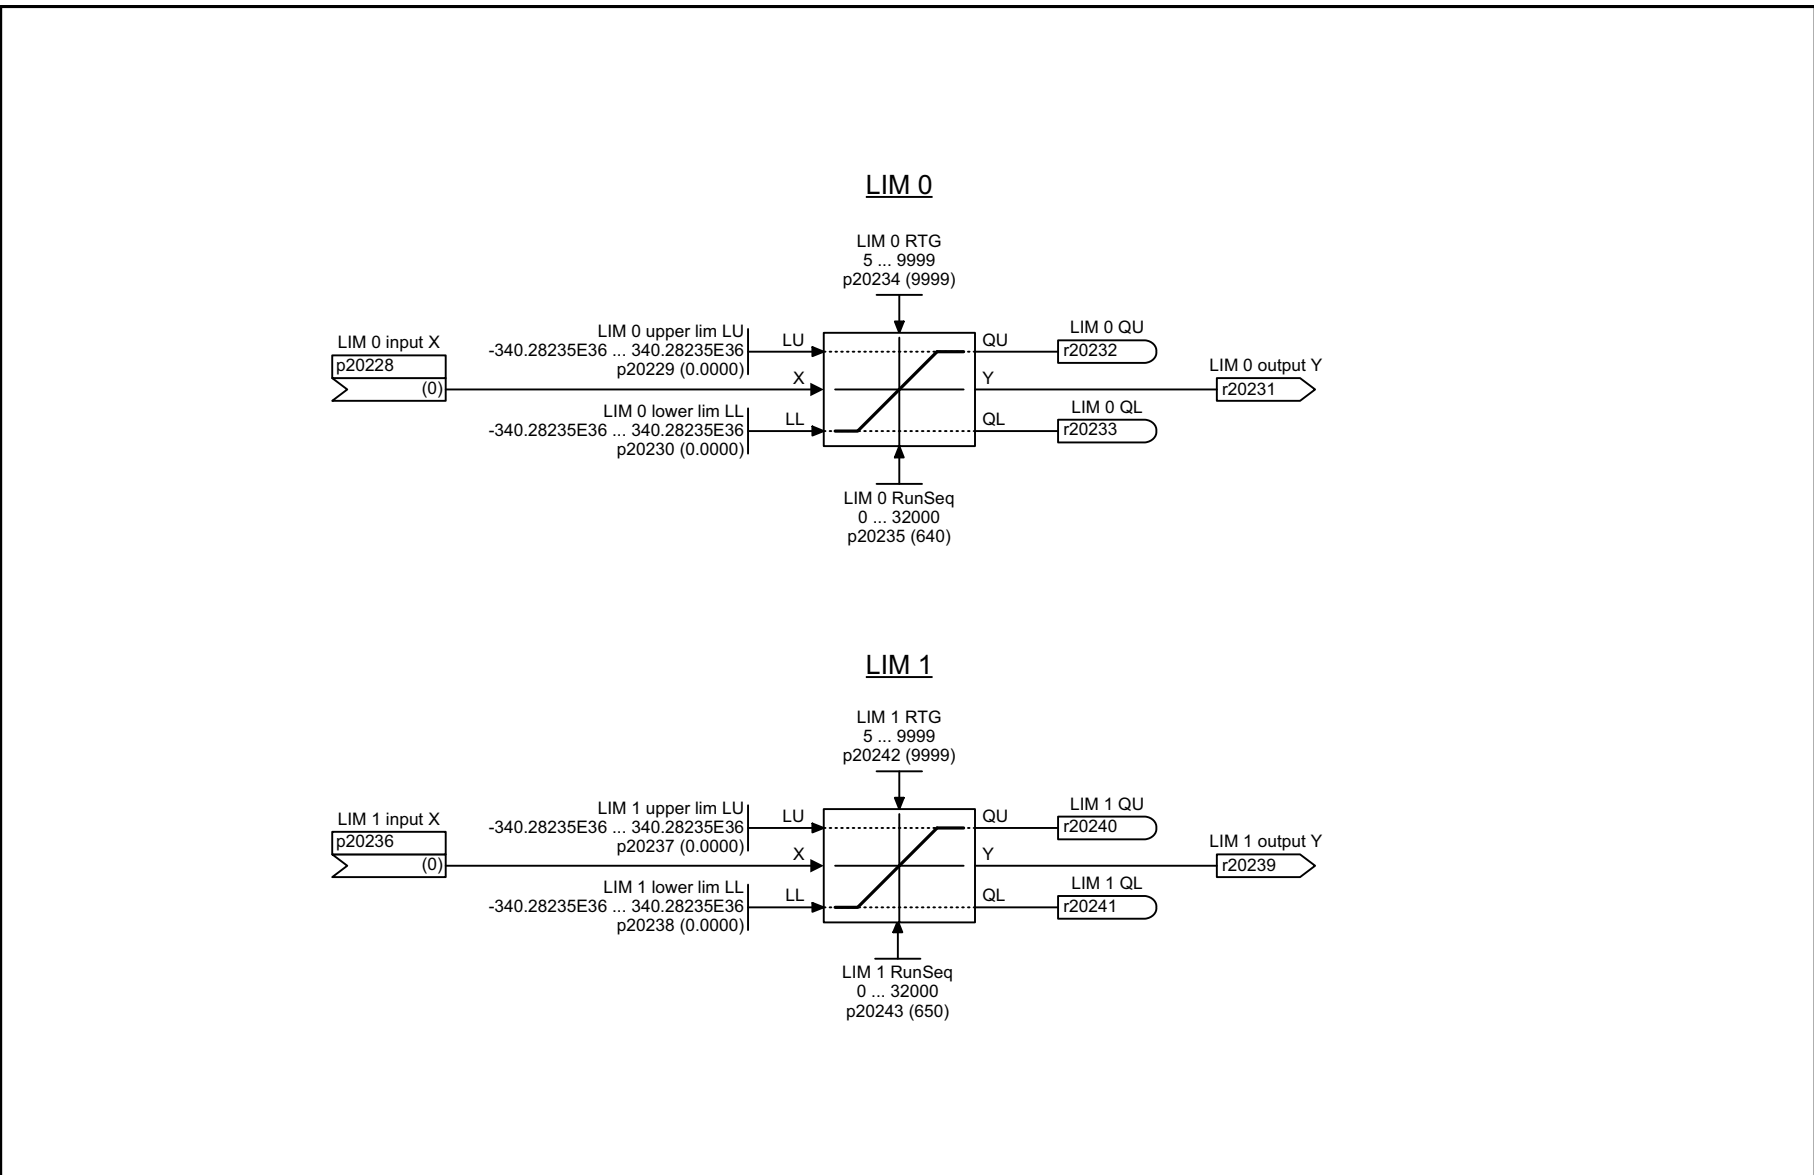 LIM 0
LIM 0 RTG
5 ... 9999
p20234 (9999)
LIM 0 input X
p20228
(0)
LIM 0 upper lim LU
-340.28235E36 ... 340.28235E36
p20229 (0.0000)
LIM 0 lower lim LL
-340.28235E36 ... 340.28235E36
p20230 (0.0000)
LU
X
LL
QU
Y
QL
LIM 0 QU
r20232
LIM 0 output Y
r20231
LIM 0 QL
r20233
LIM 0 RunSeq
0 ... 32000
p20235 (640)
LIM 1
LIM 1 RTG
5 ... 9999
p20242 (9999)
LIM 1 input X
p20236
(0)
LIM 1 upper lim LU
-340.28235E36 ... 340.28235E36
p20237 (0.0000)
LIM 1 lower lim LL
-340.28235E36 ... 340.28235E36
p20238 (0.0000)
LU
X
LL
QU
Y
QL
LIM 1 QU
r20240
LIM 1 output Y
r20239
LIM 1 QL
r20241
LIM 1 RunSeq
0 ... 32000
p20243 (650)